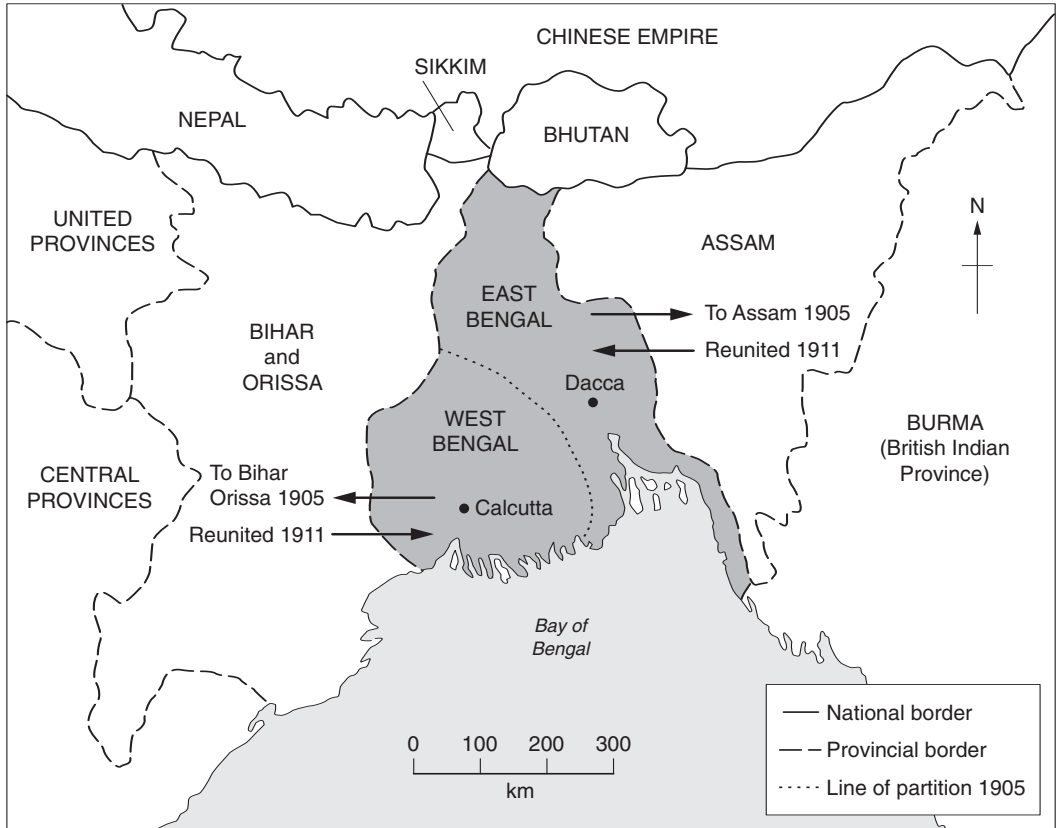 CHINESE EMPIRE
SIKKIM
NEPAL
BHUTAN
UNITED
PROVINCES
ASSAM
N
EAST
BENGAL
To Assam 1905
Reunited 1911
BIHAR
and
ORISSA
Dacca
WEST
BENGAL
BURMA
(British Indian
Province)
CENTRAL
PROVINCES
To Bihar
Orissa 1905
Calcutta
Reunited 1911
Bay of
Bengal
National border
Provincial border
Line of partition 1905
0 100 200 300
km